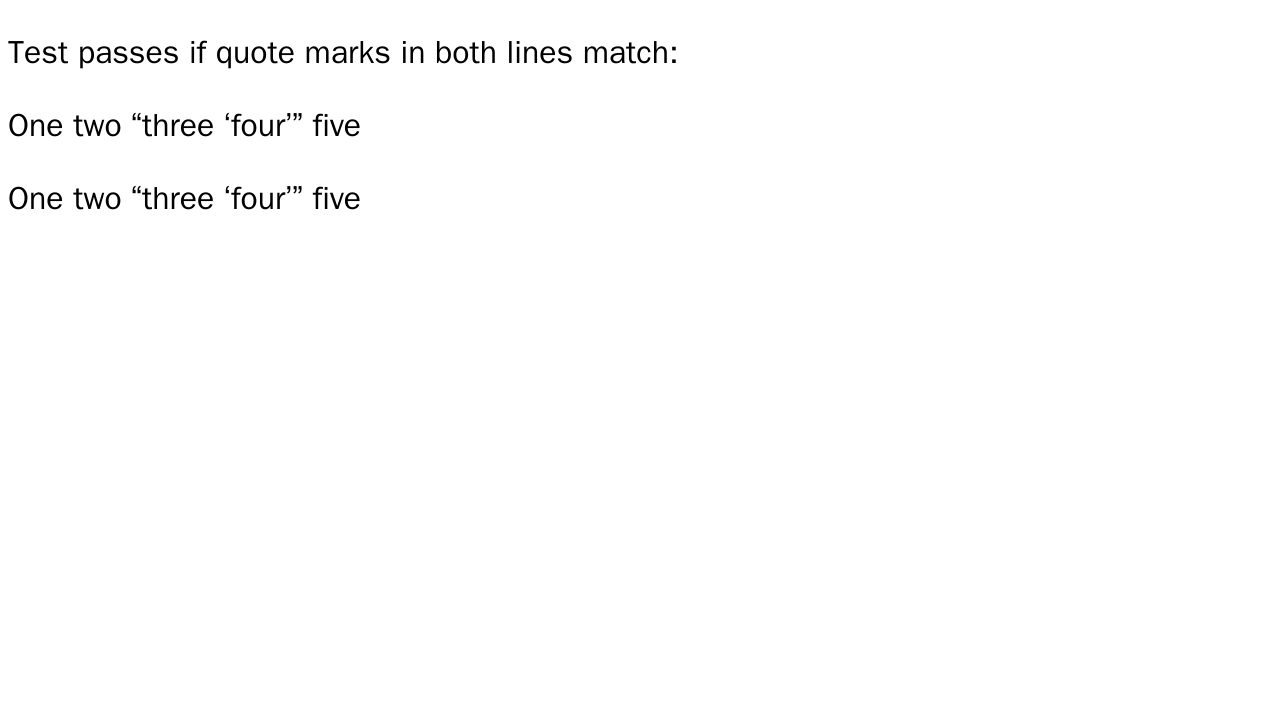 Test passes if quote marks in both lines match:
One two “three ‘four’” five
One two “three ‘four’” five